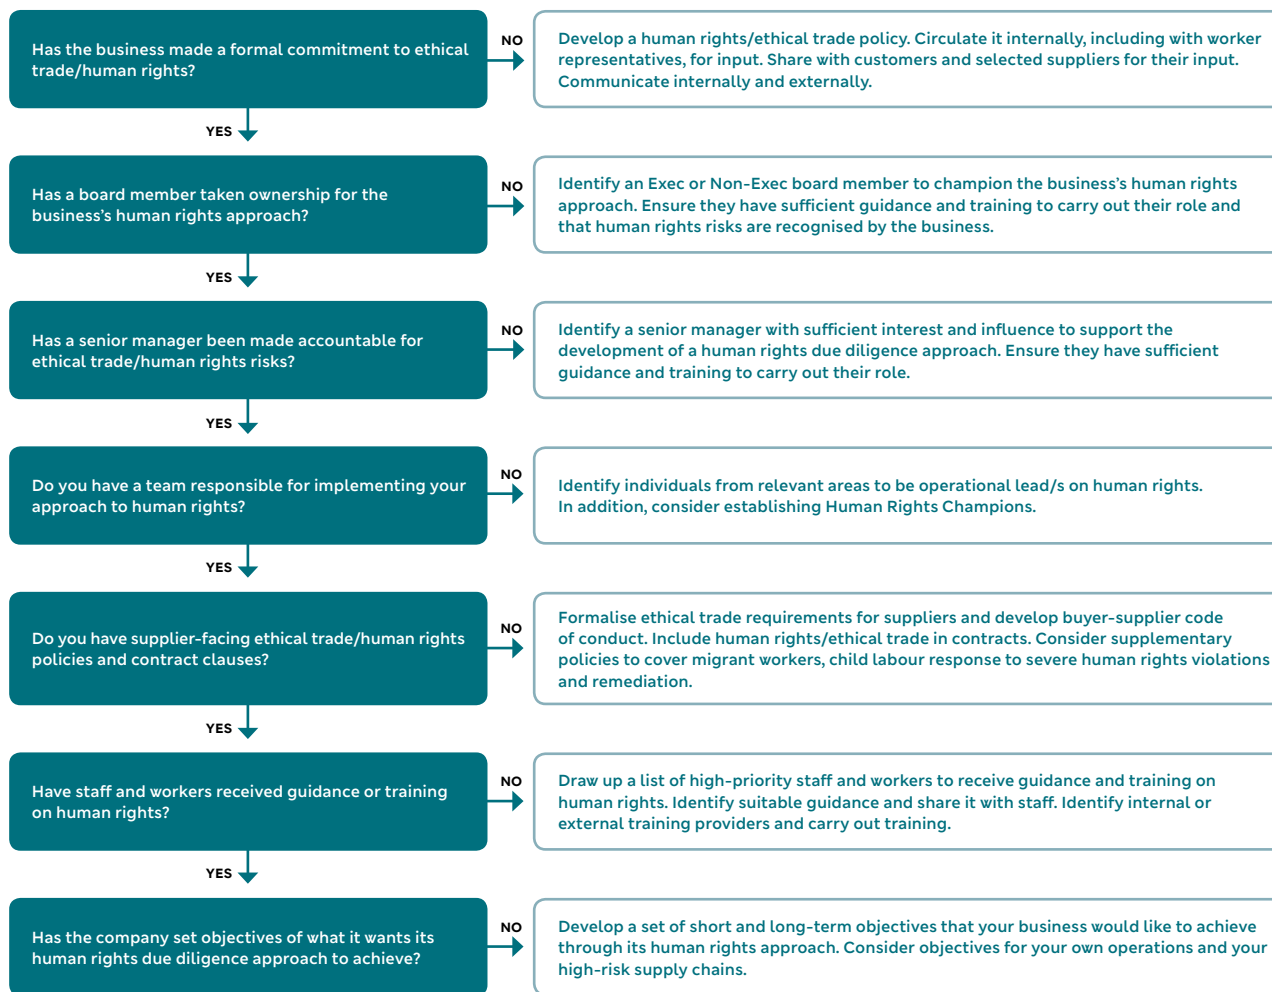 Has the business made a formal commitment to ethical
trade/human rights?
NO
Develop a human rights/ethical trade policy. Circulate it internally, including with worker
representatives, for input. Share with customers and selected suppliers for their input.
Communicate internally and externally.
YES
Has a board member taken ownership for the
business's human rights approach?
NO
Identify an Exec or Non-Exec board member to champion the business's human rights
approach. Ensure they have sufficient guidance and training to carry out their role and
that human rights risks are recognised by the business.
YES
Has a senior manager been made accountable for
ethical trade/human rights risks?
NO
Identify a senior manager with sufficient interest and influence to support the
development of a human rights due diligence approach. Ensure they have sufficient
guidance and training to carry out their role.
YES
Do you have a team responsible for implementing your
approach to human rights?
NO
Identify individuals from relevant areas to be operational lead/s on human rights.
In addition, consider establishing Human Rights Champions.
YES
Do you have supplier-facing ethical trade/human rights
policies and contract clauses?
NO
Formalise ethical trade requirements for suppliers and develop buyer-supplier code
of conduct. Include human rights/ethical trade in contracts. Consider supplementary
policies to cover migrant workers, child labour response to severe human rights violations
and remediation.
YES
Have staff and workers received guidance or training
on human rights?
NO
Draw up a list of high-priority staff and workers to receive guidance and training on
human rights. Identify suitable guidance and share it with staff. Identify internal or
external training providers and carry out training.
YES
Has the company set objectives of what it wants its
human rights due diligence approach to achieve?
NO
Develop a set of short and long-term objectives that your business would like to achieve
through its human rights approach. Consider objectives for your own operations and your
high-risk supply chains.